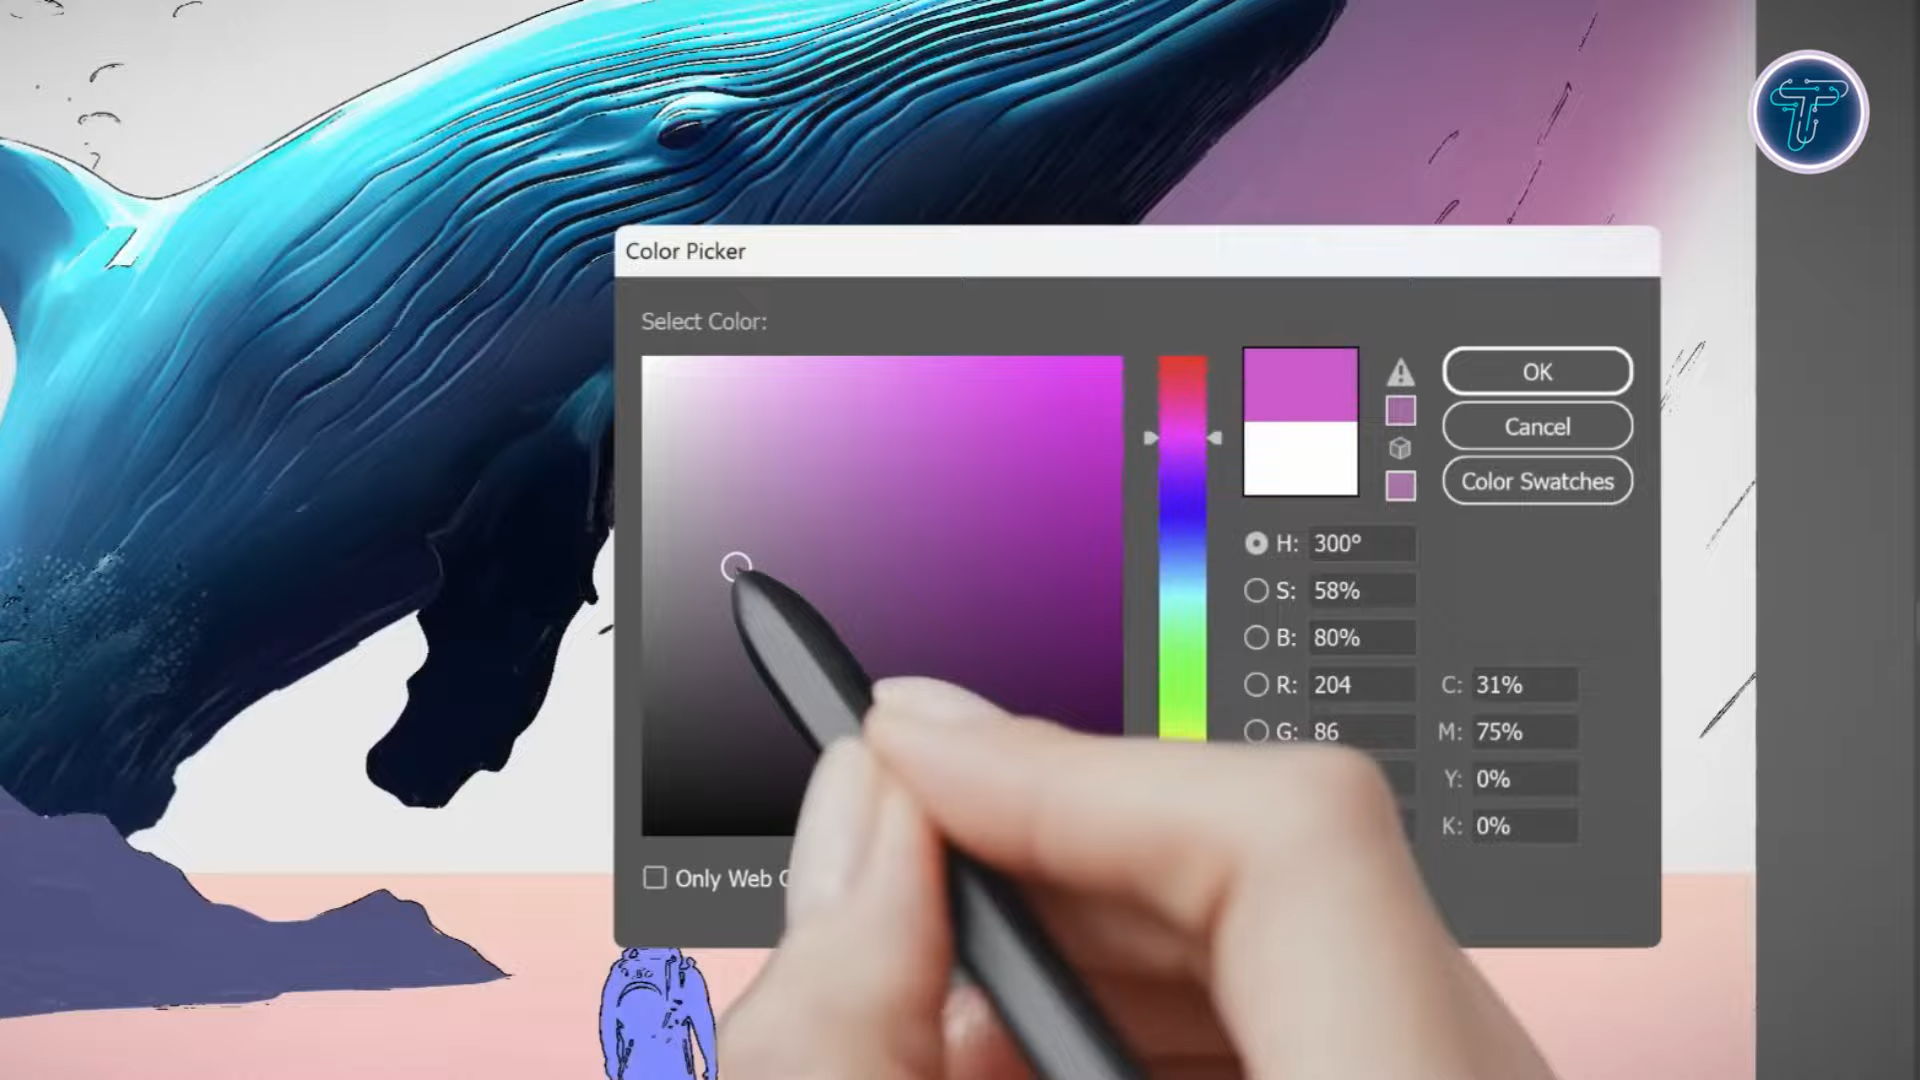 Color Picker
Select Color:
OK
Cancel
Color Swatches
H: 300°
S: 58%
B: 80%
R: 204
C: 31%
G: 86
M: 75%
Y: 0%
K: 0%
Only Web